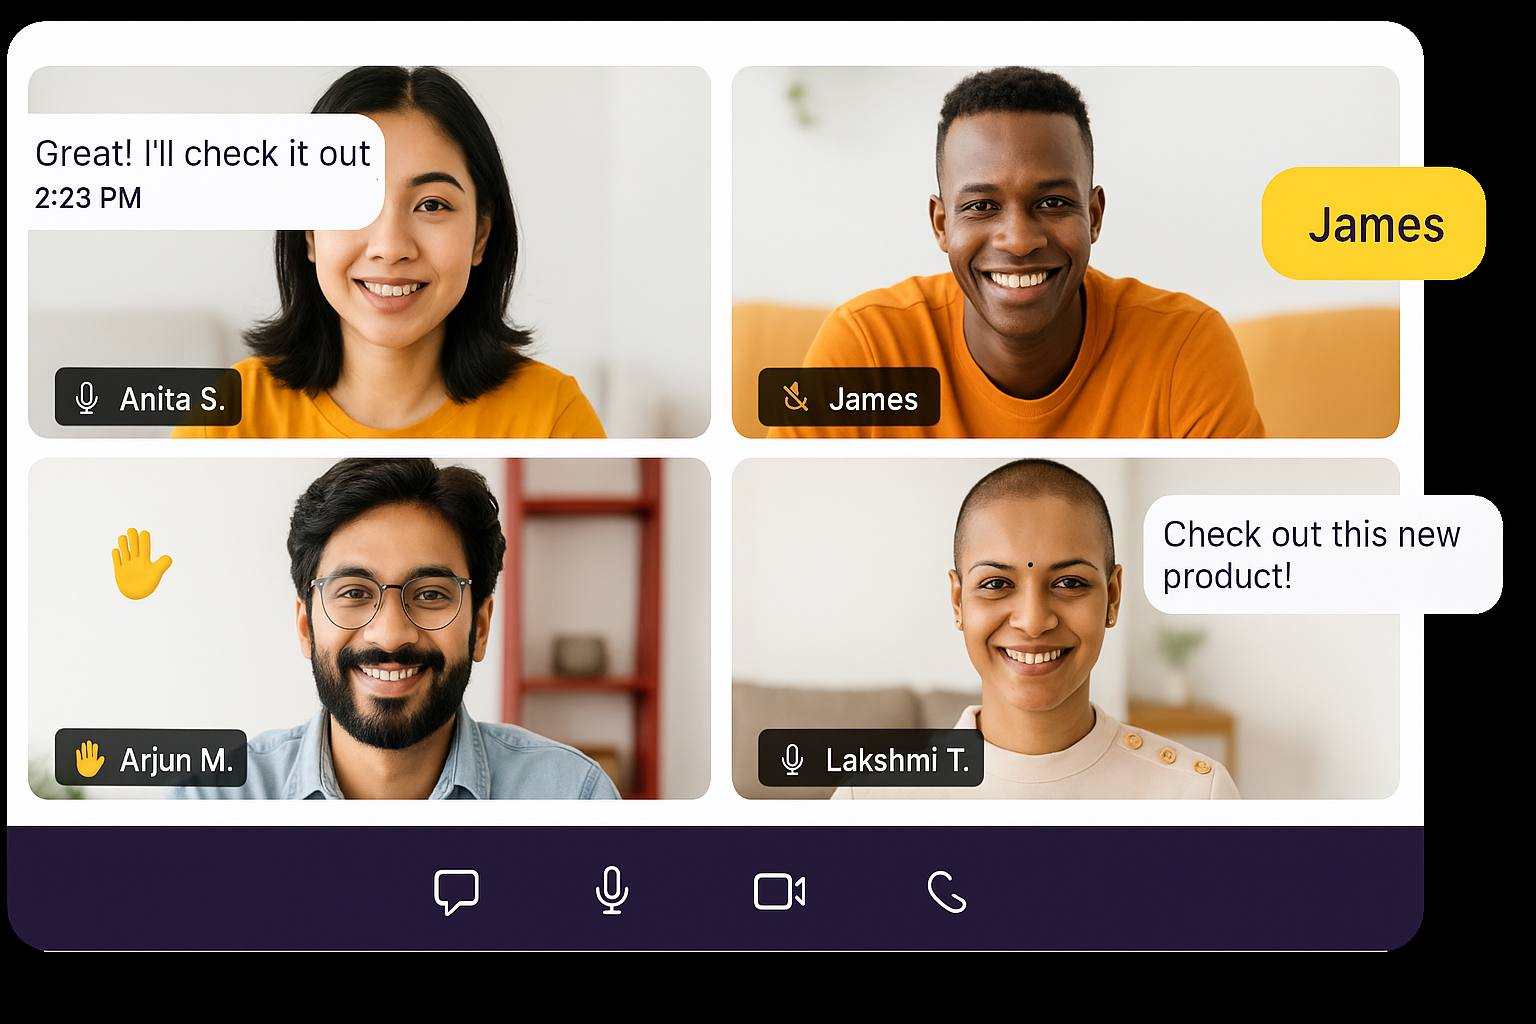 Great! I'll check it out
2:23 PM
Anita S.
James
James
Arjun M.
Check out this new
product!
Lakshmi T.